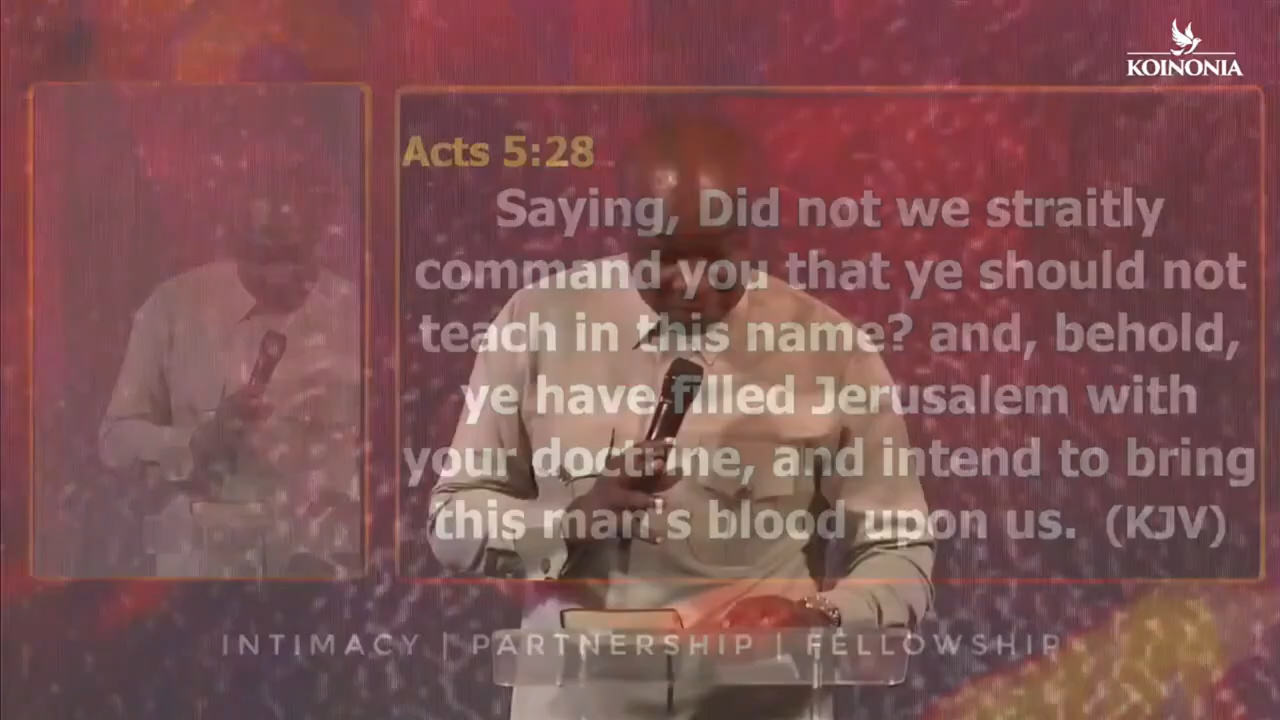 KOINONIA
Acts 5:28
Saying, Did not we straitly
command you that ye should not
teach in this name? and, behold,
ye have filled Jerusalem with
your doctrine, and intend to bring
this man's blood upon us. (KJV)
INTIMACY | PARTNERSHIP | FELLOWSHIP